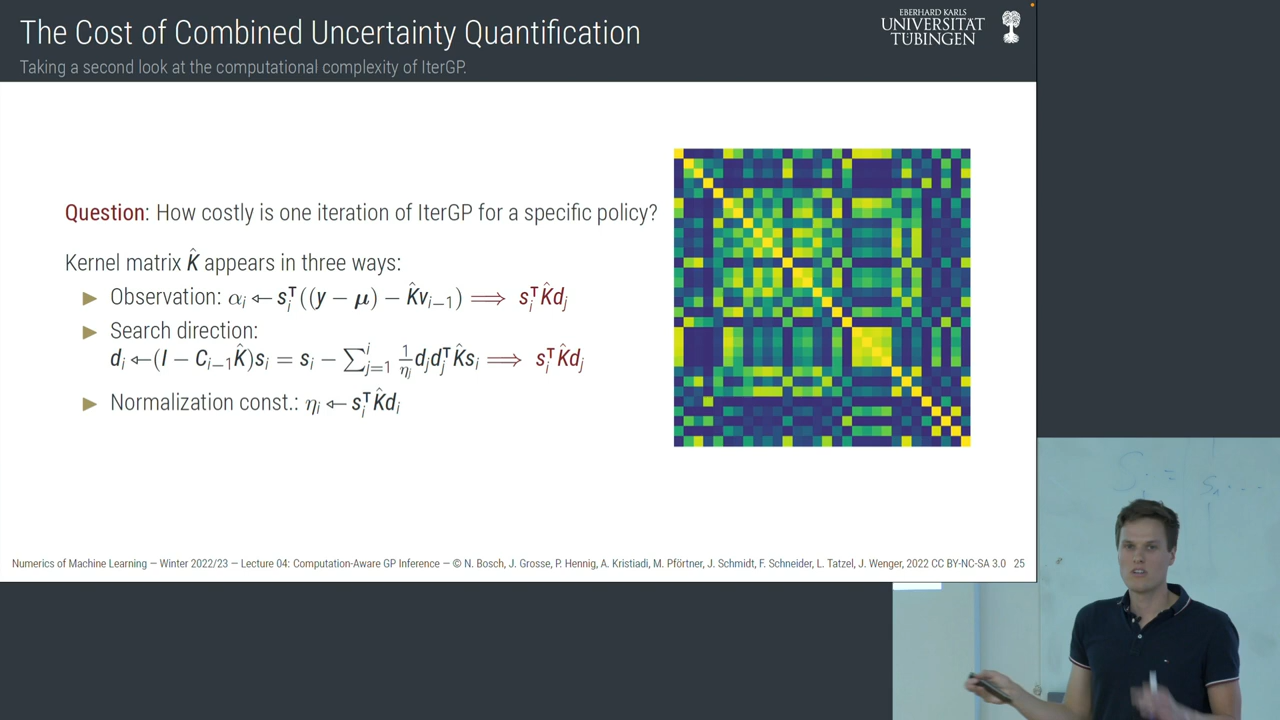 The Cost of Combined Uncertainty Quantification
Taking a second look at the computational complexity of IterGP.
EBERHARD KARLS
UNIVERSITÄT
TÜBINGEN
Question: How costly is one iteration of IterGP for a specific policy?
Kernel matrix K̂ appears in three ways:
▶ Observation: αᵢ ← sᵢᵀ((y − μ) − K̂vᵢ₋₁) ⟹ sᵢᵀK̂dⱼ
▶ Search direction:
dᵢ ← (I − Cᵢ₋₁K̂)sᵢ = sᵢ − ∑ⁱⱼ₌₁ 1/ηⱼ dⱼdⱼᵀK̂sᵢ ⟹ sᵢᵀK̂dⱼ
▶ Normalization const.: ηᵢ ← sᵢᵀK̂dᵢ
Numerics of Machine Learning — Winter 2022/23 — Lecture 04: Computation-Aware GP Inference — © N. Bosch, J. Grosse, P. Hennig, A. Kristiadi, M. Pförtner, J. Schmidt, F. Schneider, L. Tatzel, J. Wenger, 2022 CC BY-NC-SA 3.0 25